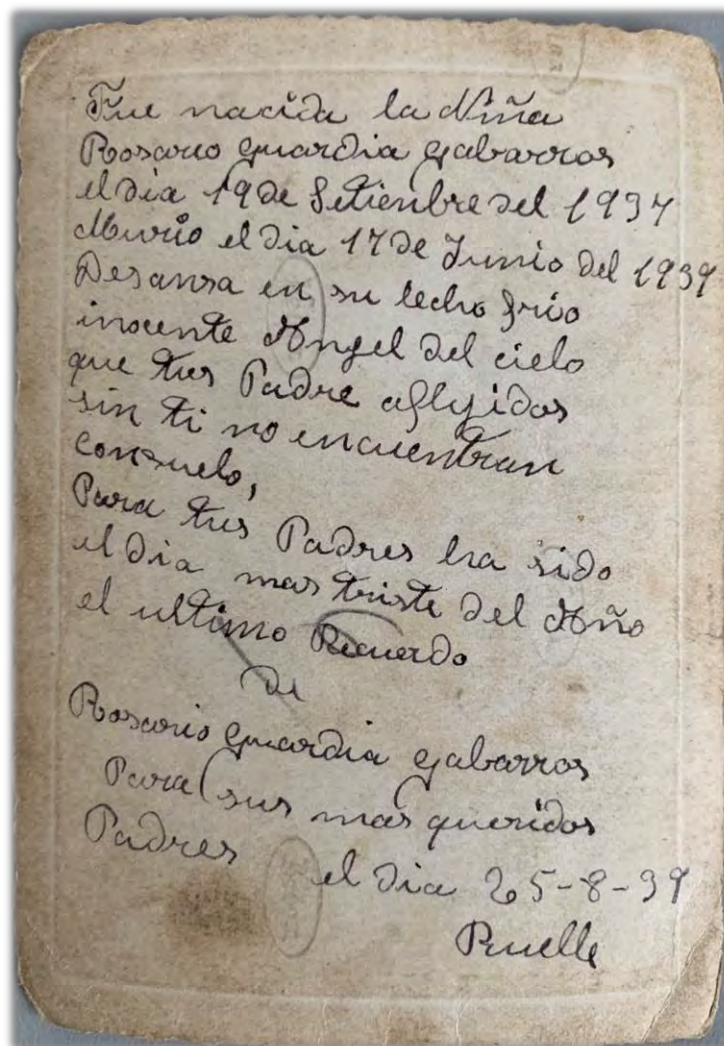 Fue nacida la Niña
Rosario guardia gabarros
el dia 19 de Setienbre del 1937
Murio el dia 17 de Junio del 1939
Desansa en su lecho frio
inocente Angel del cielo
que tus Padre aflijidos
sin ti no encuentran
consuelo,
Para tus Padres ha sido
el dia mas triste del Año
el ultimo Recuerdo
de
Rosario guardia gabarros
Para sus mas queridos
Padres el dia 25-8-39
Ruelle